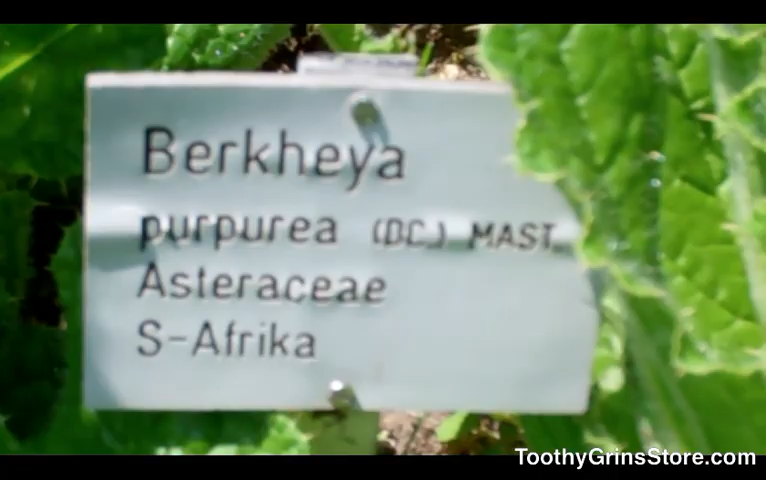 Berkheya
purpurea (DC) MAST.
Asteraceae
S-Afrika
ToothyGrinsStore.com